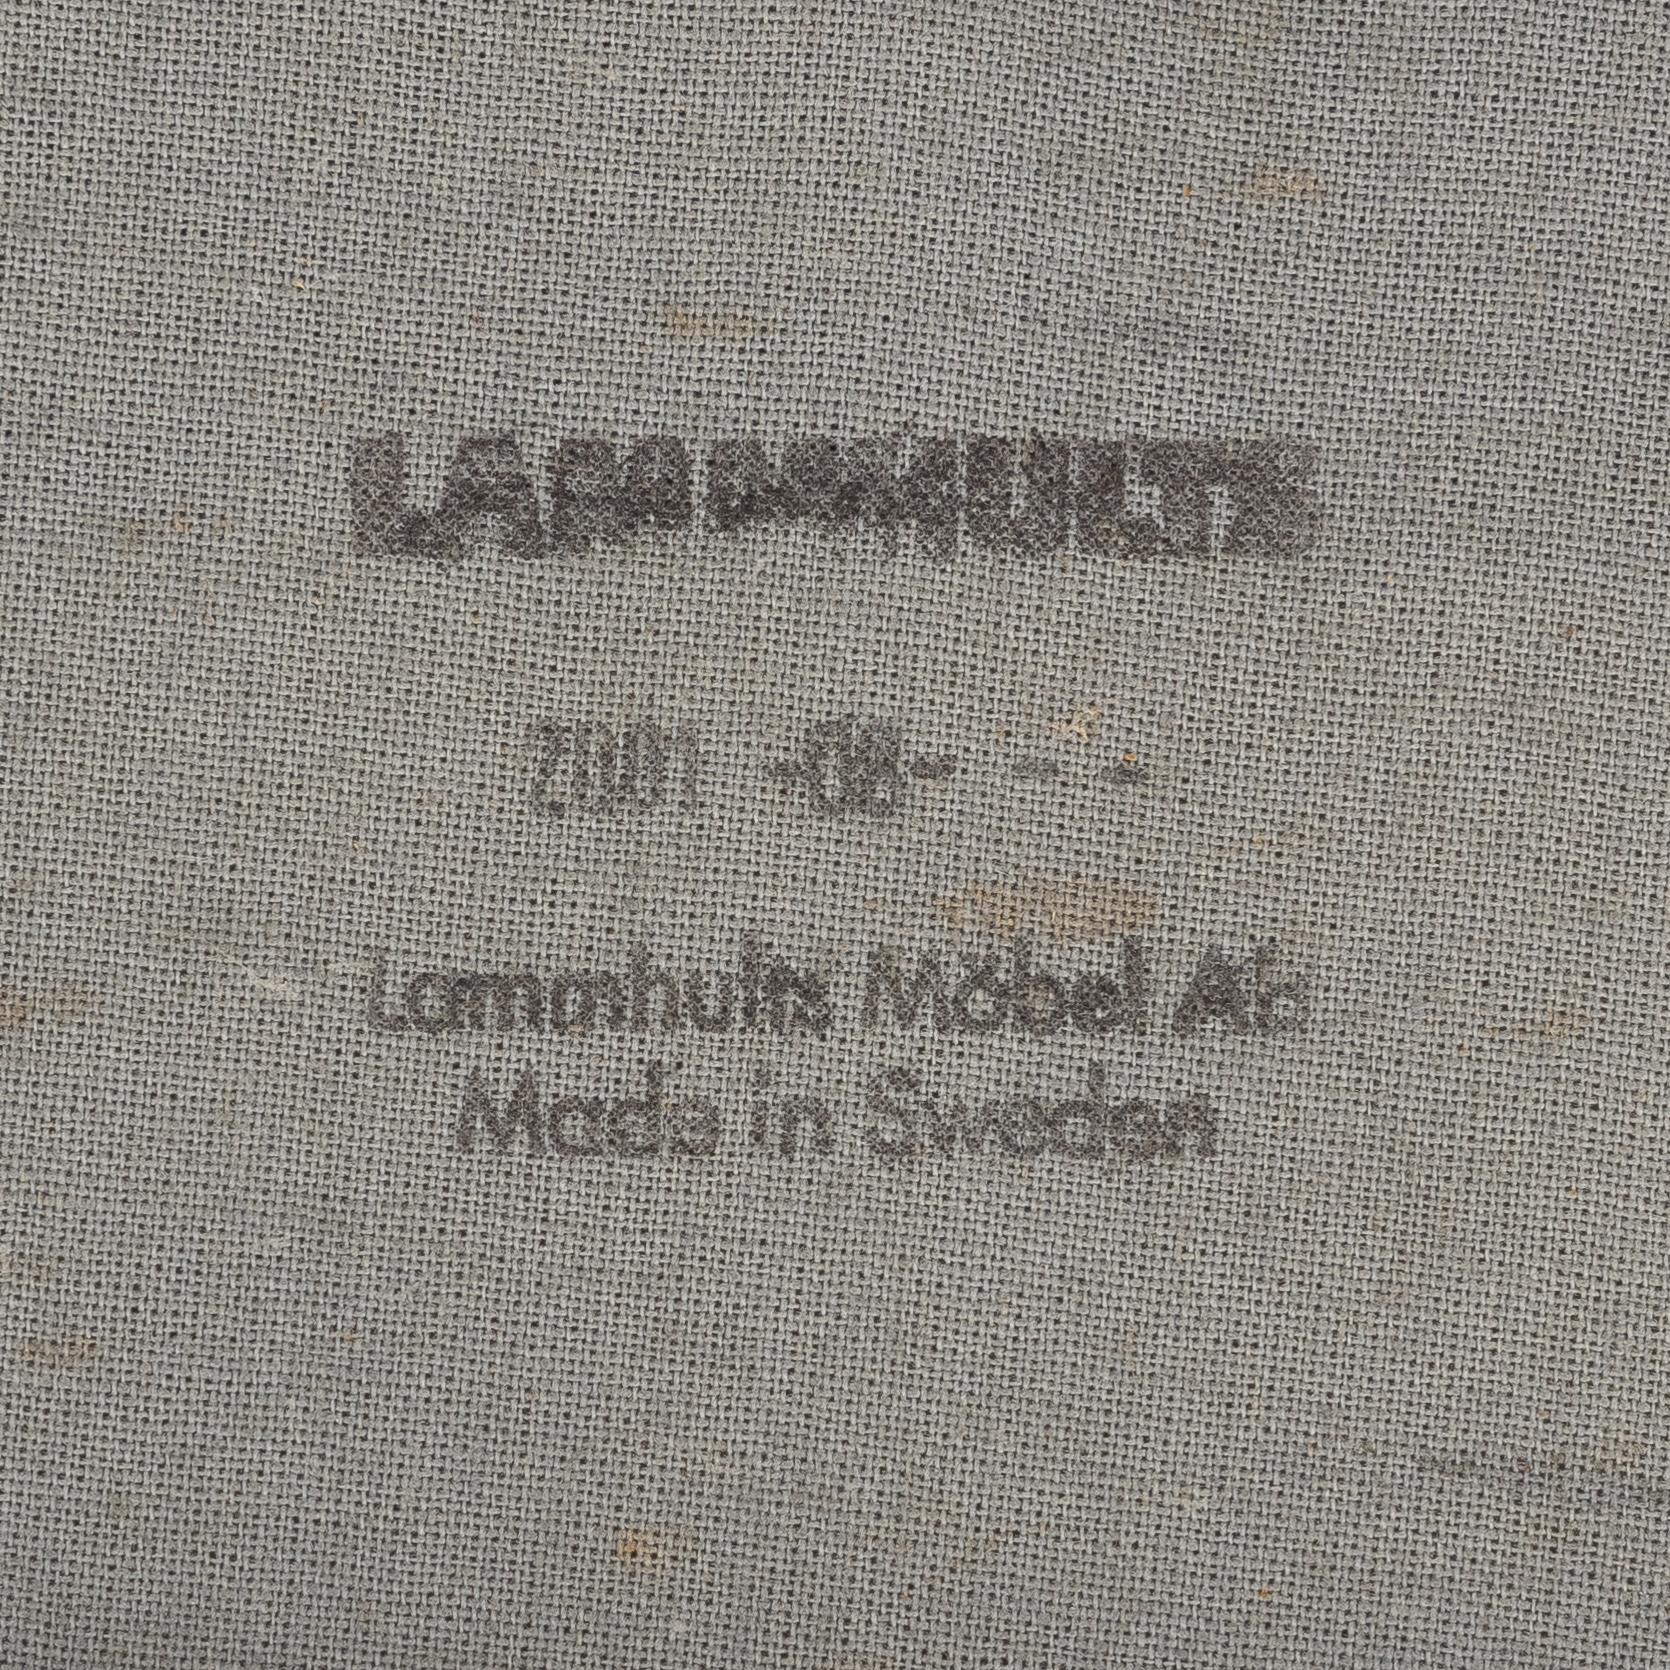 LAMMHULTS
2001 -08- - -
Lammhults Möbel AB
Made in Sweden